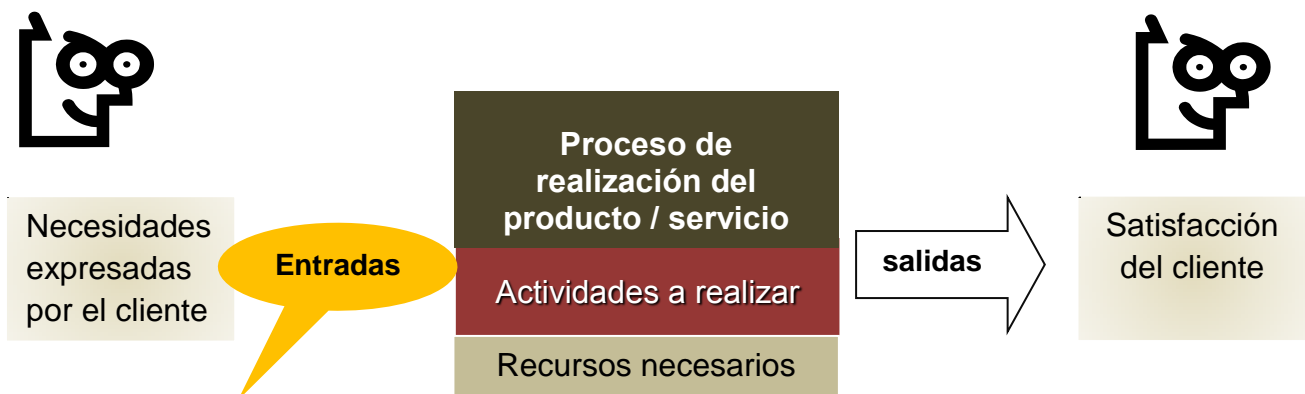 Necesidades
expresadas
por el cliente
Entradas
Proceso de
realización del
producto / servicio
Actividades a realizar
Recursos necesarios
salidas
Satisfacción
del cliente